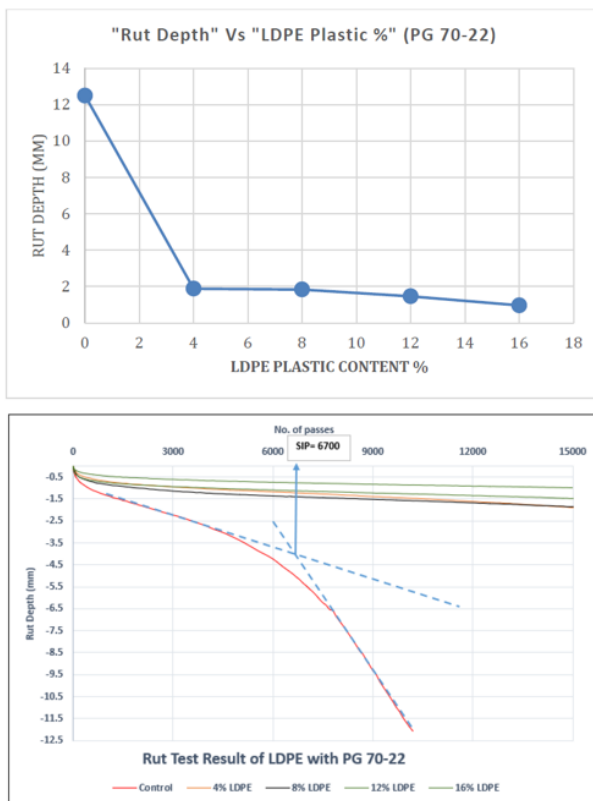 "Rut Depth" Vs "LDPE Plastic %" (PG 70-22)
14
12
10
8
6
4
2
0
RUT DEPTH (MM)
0 2 4 6 8 10 12 14 16 18
LDPE PLASTIC CONTENT %
No. of passes
0 3000 6000 9000 12000 15000
SIP= 6700
-0.5
-1.5
-2.5
-3.5
-4.5
-5.5
-6.5
-7.5
-8.5
-9.5
-10.5
-11.5
-12.5
Rut Depth (mm)
Rut Test Result of LDPE with PG 70-22
Control 4% LDPE 8% LDPE 12% LDPE 16% LDPE